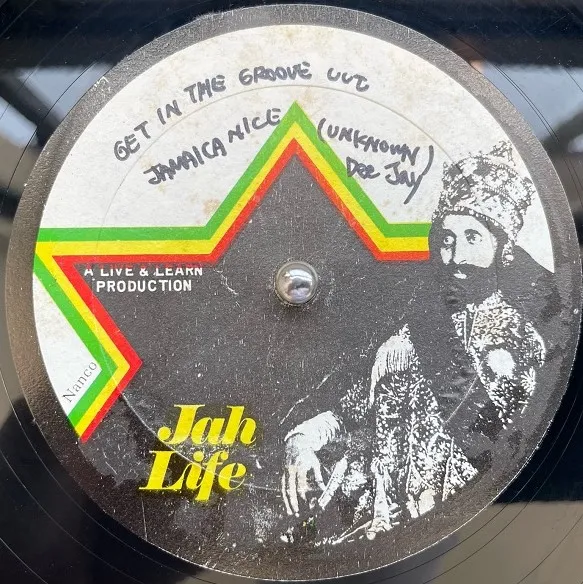 GET IN THE GROOVE CUT
JAMAICA NICE (UNKNOWN)
Dee Jay
A LIVE & LEARN
PRODUCTION
Nanco
Jah
Life